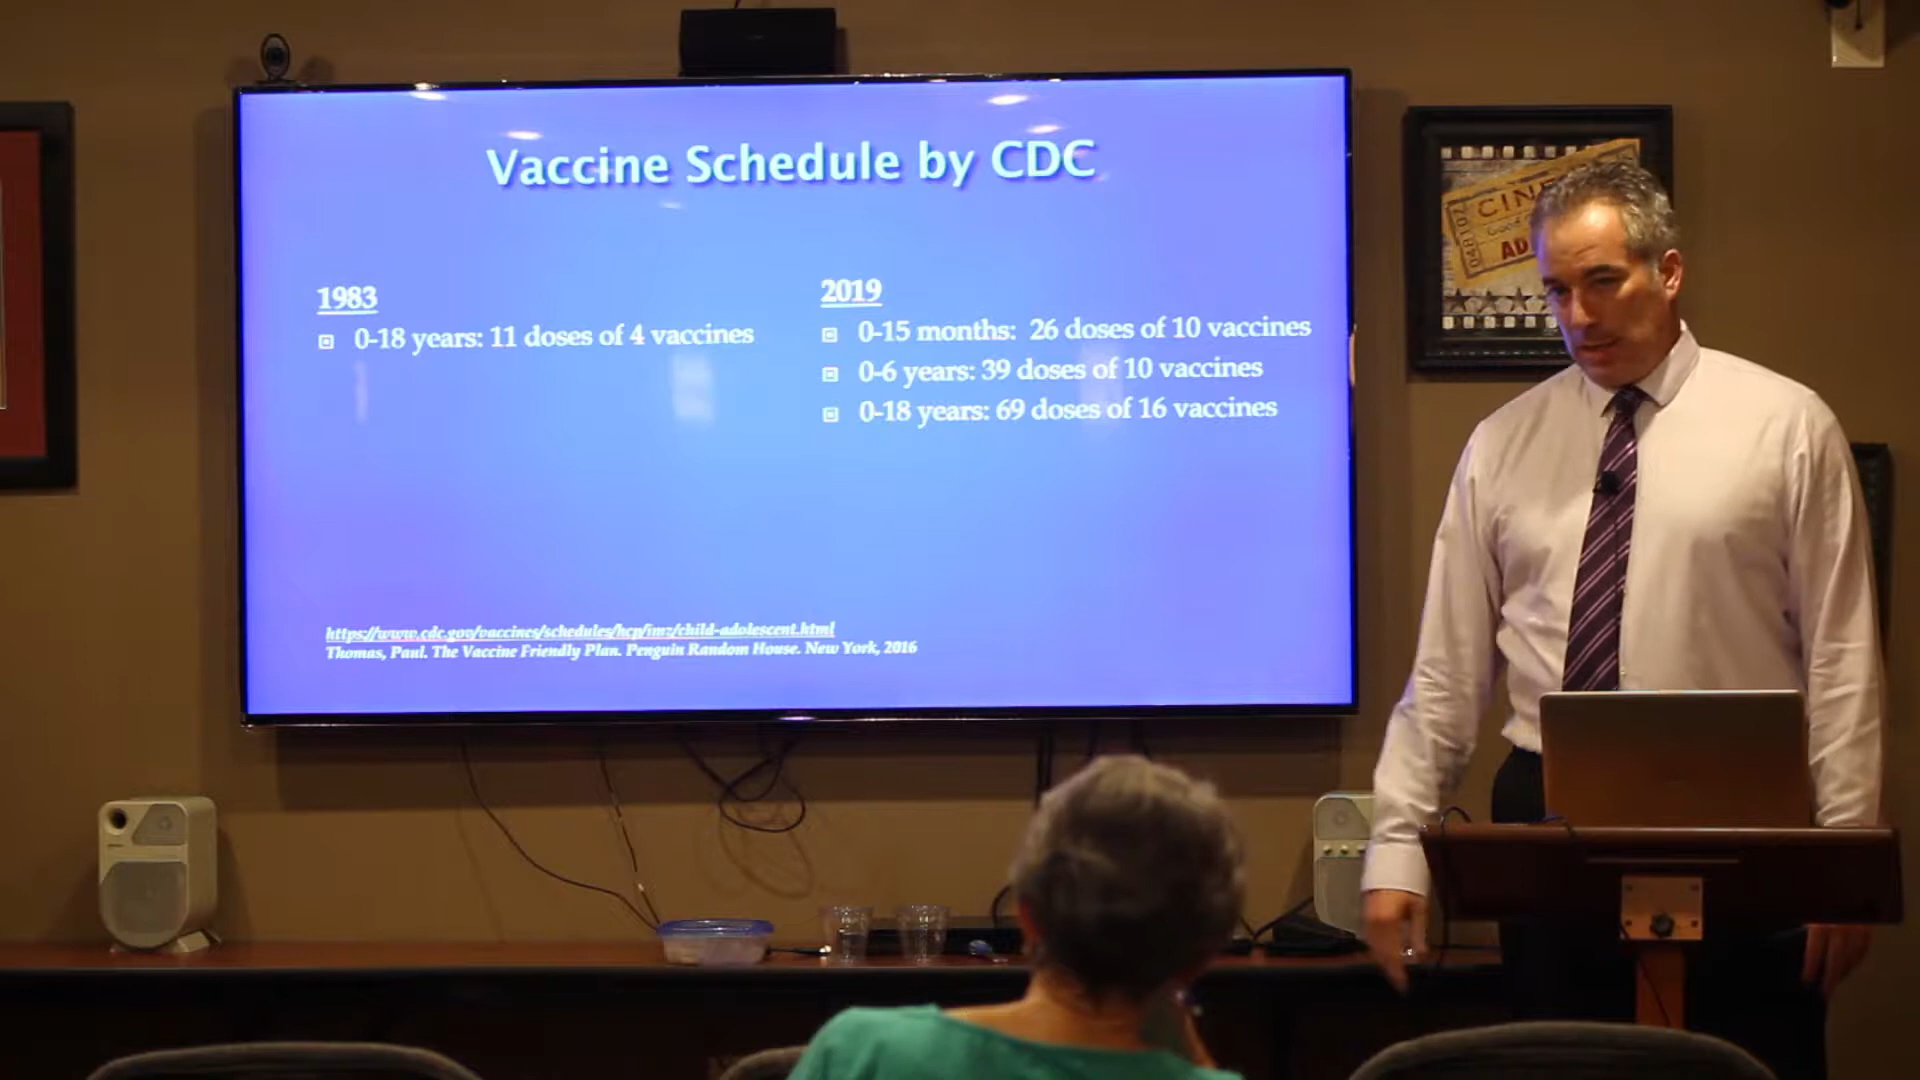 Vaccine Schedule by CDC
1983
0-18 years: 11 doses of 4 vaccines
2019
0-15 months: 26 doses of 10 vaccines
0-6 years: 39 doses of 10 vaccines
0-18 years: 69 doses of 16 vaccines
https://www.cdc.gov/vaccines/schedules/hcp/imz/child-adolescent.html
Thomas, Paul. The Vaccine Friendly Plan. Penguin Random House. New York, 2016
CINE
AD
048102